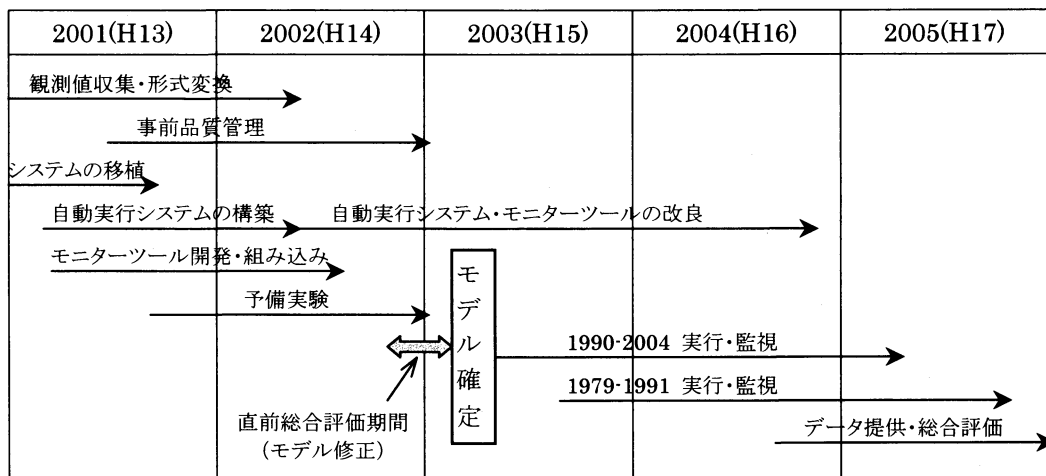 2001(H13) 2002(H14) 2003(H15) 2004(H16) 2005(H17)
観測値収集・形式変換
事前品質管理
システムの移植
自動実行システムの構築 自動実行システム・モニターツールの改良
モニターツール開発・組み込み
予備実験
モデル確定
1990-2004 実行・監視
1979-1991 実行・監視
直前総合評価期間
(モデル修正)
データ提供・総合評価